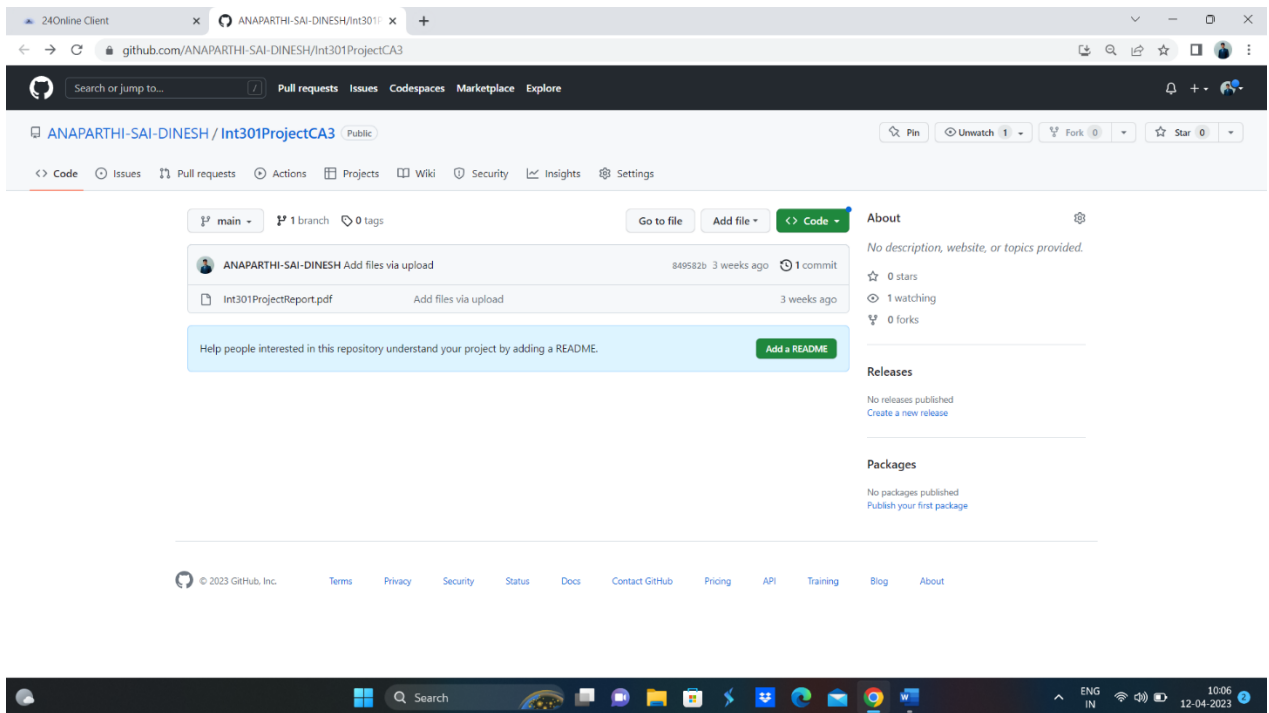 24Online Client
ANAPARTHI-SAI-DINESH/Int301P
github.com/ANAPARTHI-SAI-DINESH/Int301ProjectCA3
Search or jump to... / Pull requests Issues Codespaces Marketplace Explore
ANAPARTHI-SAI-DINESH / Int301ProjectCA3 Public
Pin Unwatch 1 Fork 0 Star 0
<> Code Issues Pull requests Actions Projects Wiki Security Insights Settings
main 1 branch 0 tags Go to file Add file <> Code
ANAPARTHI-SAI-DINESH Add files via upload 849582b 3 weeks ago 1 commit
Int301ProjectReport.pdf Add files via upload 3 weeks ago
Help people interested in this repository understand your project by adding a README. Add a README
About
No description, website, or topics provided.
0 stars
1 watching
0 forks
Releases
No releases published
Create a new release
Packages
No packages published
Publish your first package
© 2023 GitHub, Inc. Terms Privacy Security Status Docs Contact GitHub Pricing API Training Blog About
Search
ENG
IN
10:06
12-04-2023
2